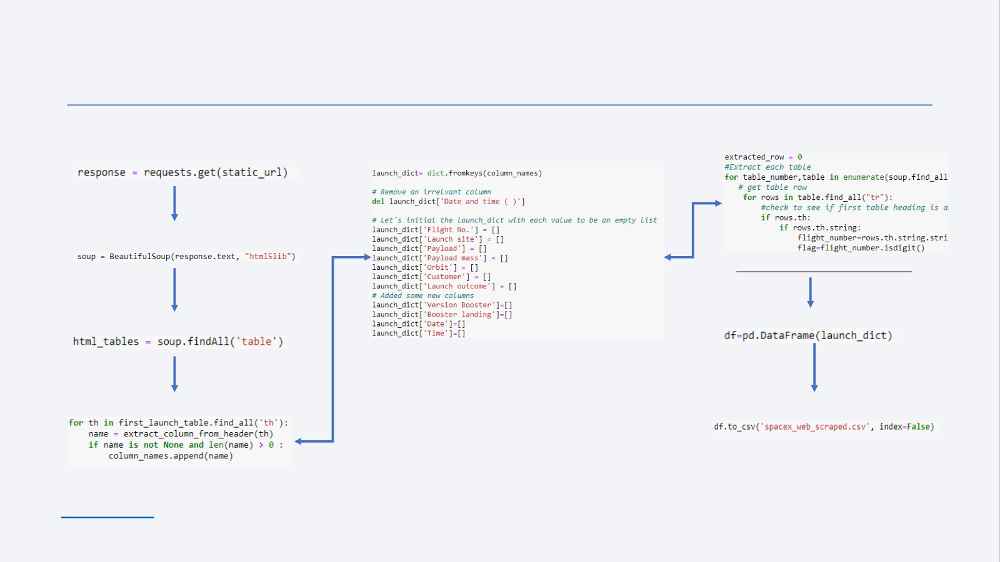 response = requests.get(static_url)
soup = BeautifulSoup(response.text, "html5lib")
html_tables = soup.findAll('table')
for th in first_launch_table.find_all('th'):
    name = extract_column_from_header(th)
    if name is not None and len(name) > 0 :
        column_names.append(name)
launch_dict= dict.fromkeys(column_names)
# Remove an irrelvant column
del launch_dict['Date and time ( )']
# Let's initial the launch_dict with each value to be an empty list
launch_dict['Flight No.'] = []
launch_dict['Launch site'] = []
launch_dict['Payload'] = []
launch_dict['Payload mass'] = []
launch_dict['Orbit'] = []
launch_dict['Customer'] = []
launch_dict['Launch outcome'] = []
# Added some new columns
launch_dict['Version Booster']=[]
launch_dict['Booster landing']=[]
launch_dict['Date']=[]
launch_dict['Time']=[]
extracted_row = 0
#Extract each table
for table_number,table in enumerate(soup.find_all
   # get table row
    for rows in table.find_all("tr"):
        #check to see if first table heading is a
        if rows.th:
            if rows.th.string:
                flight_number=rows.th.string.stri
                flag=flight_number.isdigit()
df=pd.DataFrame(launch_dict)
df.to_csv('spacex_web_scraped.csv', index=False)